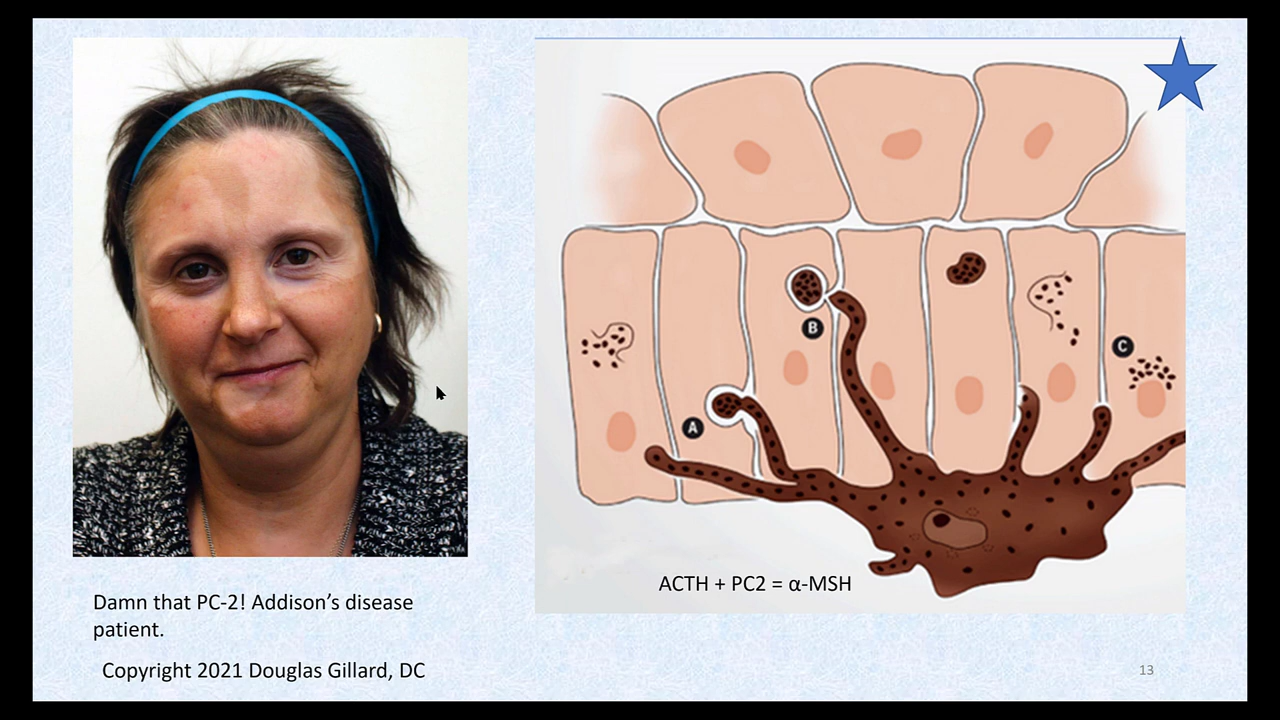 B
C
A
ACTH + PC2 = α-MSH
Damn that PC-2! Addison’s disease
patient.
Copyright 2021 Douglas Gillard, DC
13